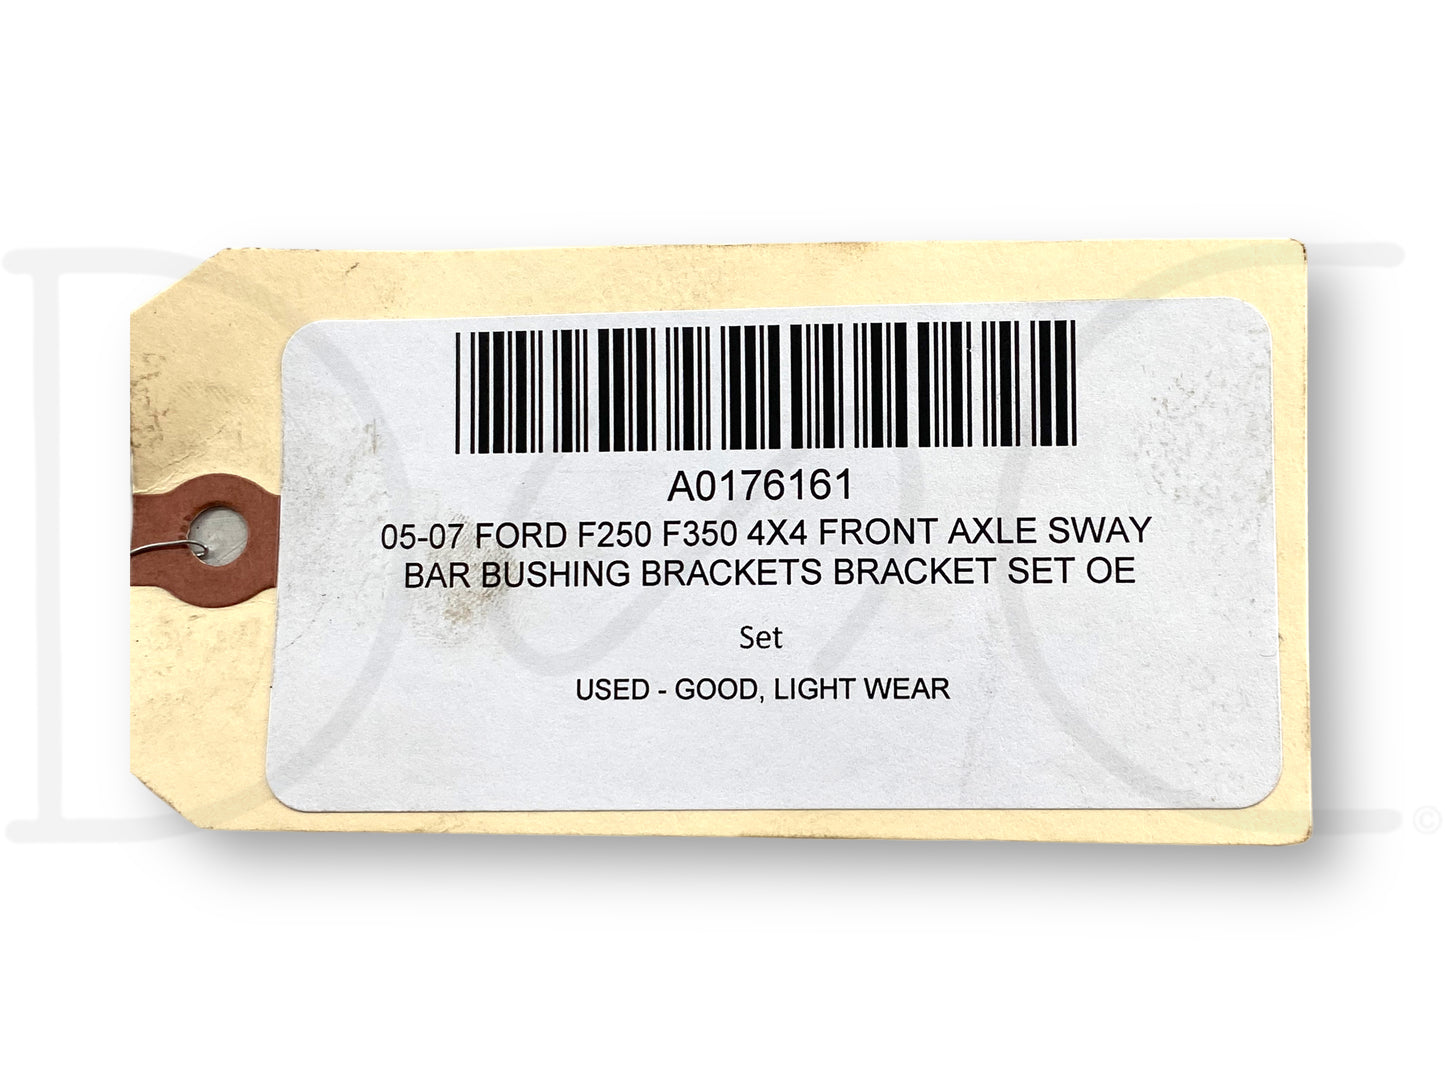 A0176161
05-07 FORD F250 F350 4X4 FRONT AXLE SWAY
BAR BUSHING BRACKETS BRACKET SET OE
Set
USED - GOOD, LIGHT WEAR
©